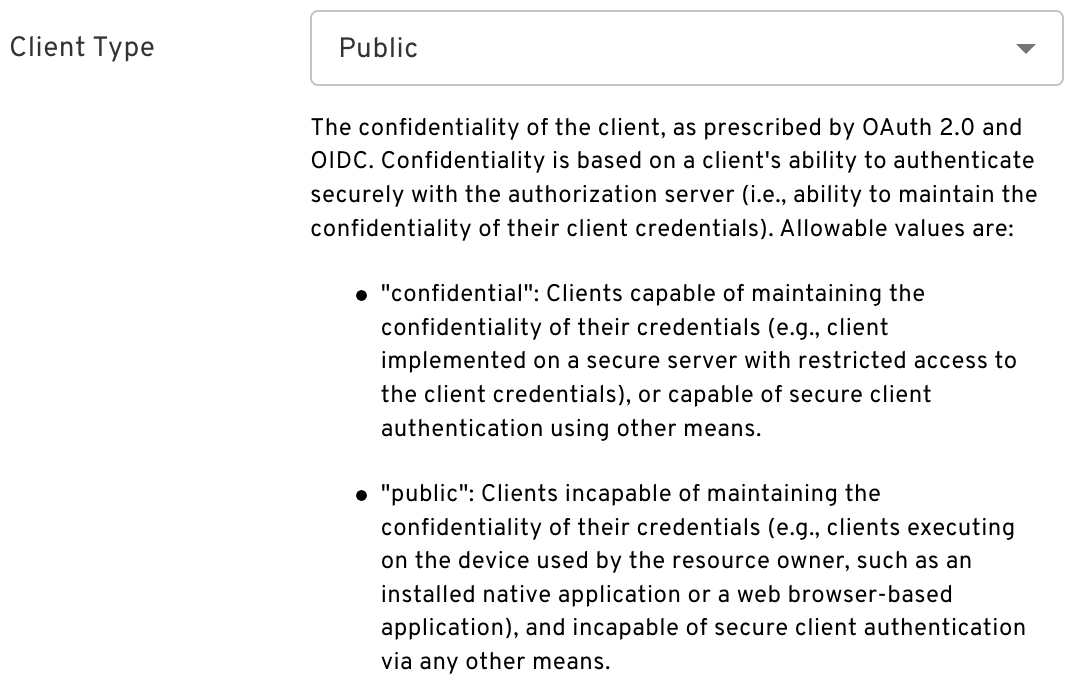 Client Type
Public
The confidentiality of the client, as prescribed by OAuth 2.0 and
OIDC. Confidentiality is based on a client's ability to authenticate
securely with the authorization server (i.e., ability to maintain the
confidentiality of their client credentials). Allowable values are:
● "confidential": Clients capable of maintaining the
confidentiality of their credentials (e.g., client
implemented on a secure server with restricted access to
the client credentials), or capable of secure client
authentication using other means.
● "public": Clients incapable of maintaining the
confidentiality of their credentials (e.g., clients executing
on the device used by the resource owner, such as an
installed native application or a web browser-based
application), and incapable of secure client authentication
via any other means.